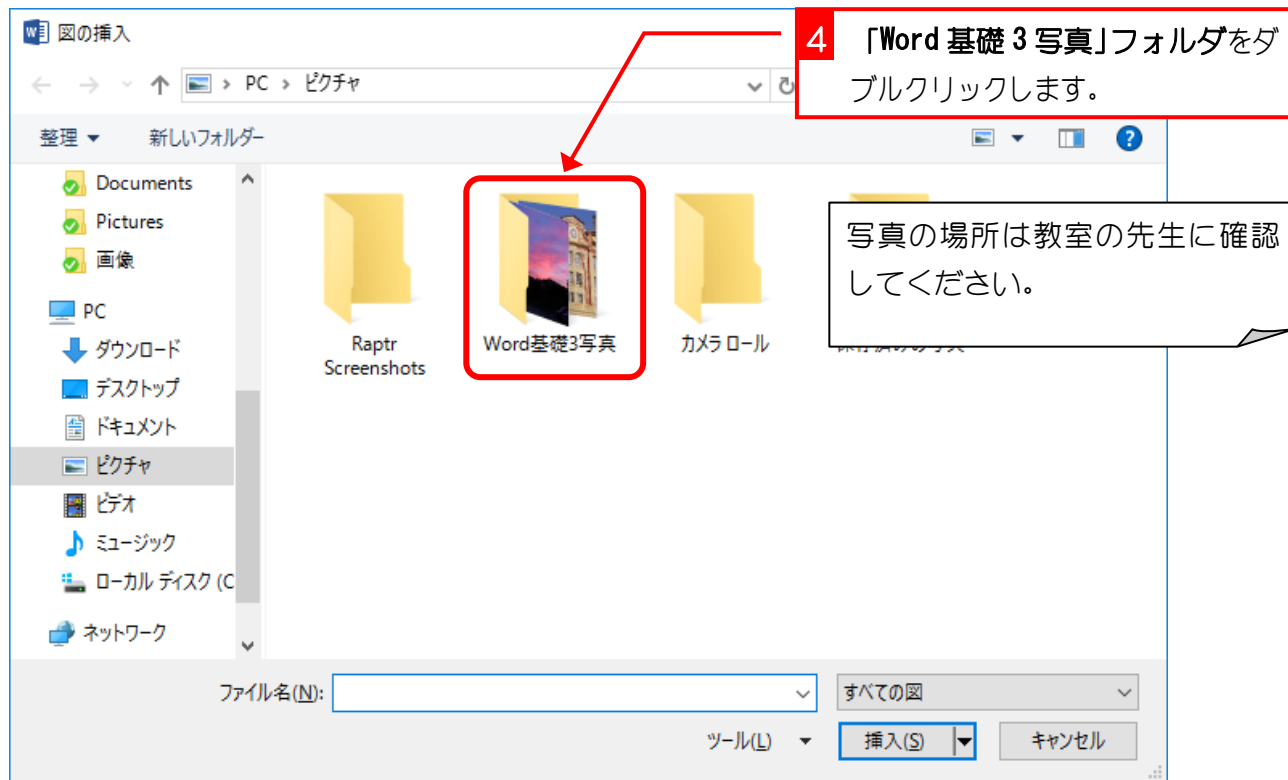 図の挿入
4 「Word 基礎 3 写真」フォルダをダ
ブルクリックします。
PC › ピクチャ
整理 新しいフォルダー
Documents
Pictures
画像
PC
ダウンロード
デスクトップ
ドキュメント
ピクチャ
ビデオ
ミュージック
ローカル ディスク (C
ネットワーク
Raptr
Screenshots
Word基礎3写真
カメラ ロール
写真の場所は教室の先生に確認
してください。
ファイル名(N):
すべての図
ツール(L)
挿入(S)
キャンセル